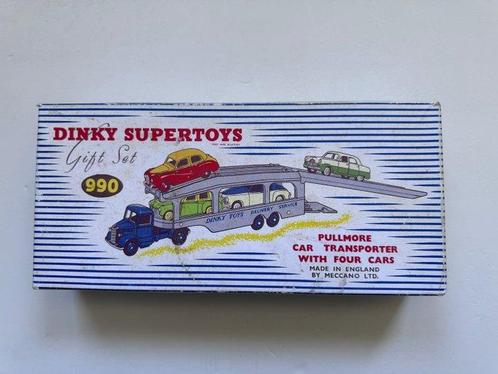 DINKY SUPERTOYS
Gift Set
990
DINKY TOYS DELIVERY SERVICE
PULLMORE
CAR TRANSPORTER
WITH FOUR CARS
MADE IN ENGLAND
BY MECCANO LTD.